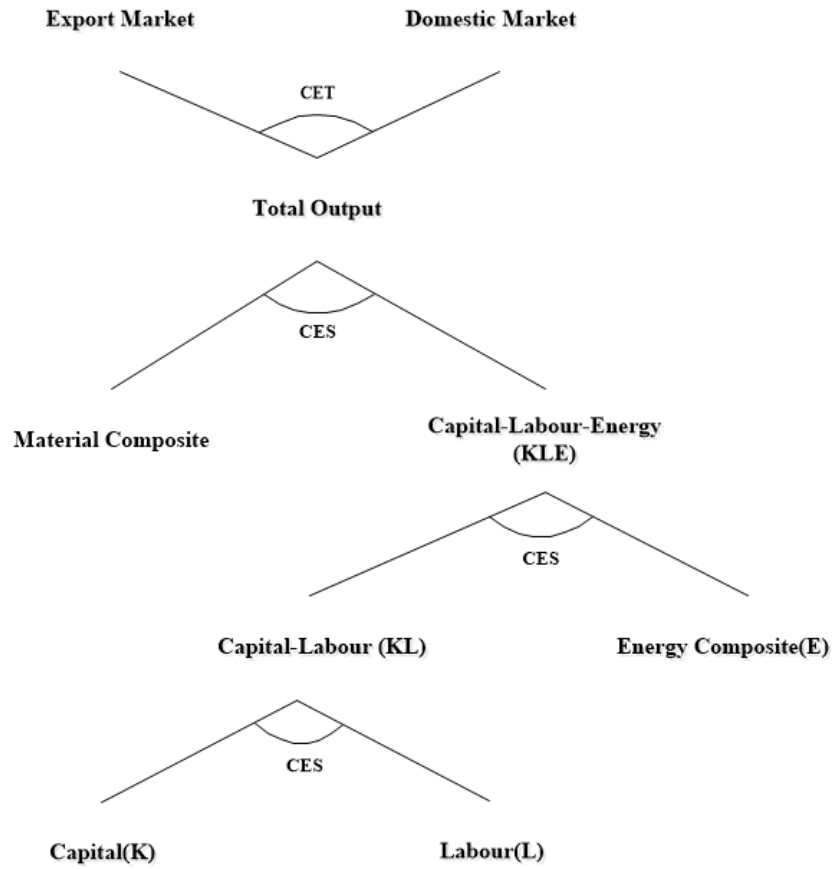 Export Market
Domestic Market
CET
Total Output
CES
Material Composite
Capital-Labour-Energy
(KLE)
CES
Capital-Labour (KL)
Energy Composite(E)
CES
Capital(K)
Labour(L)